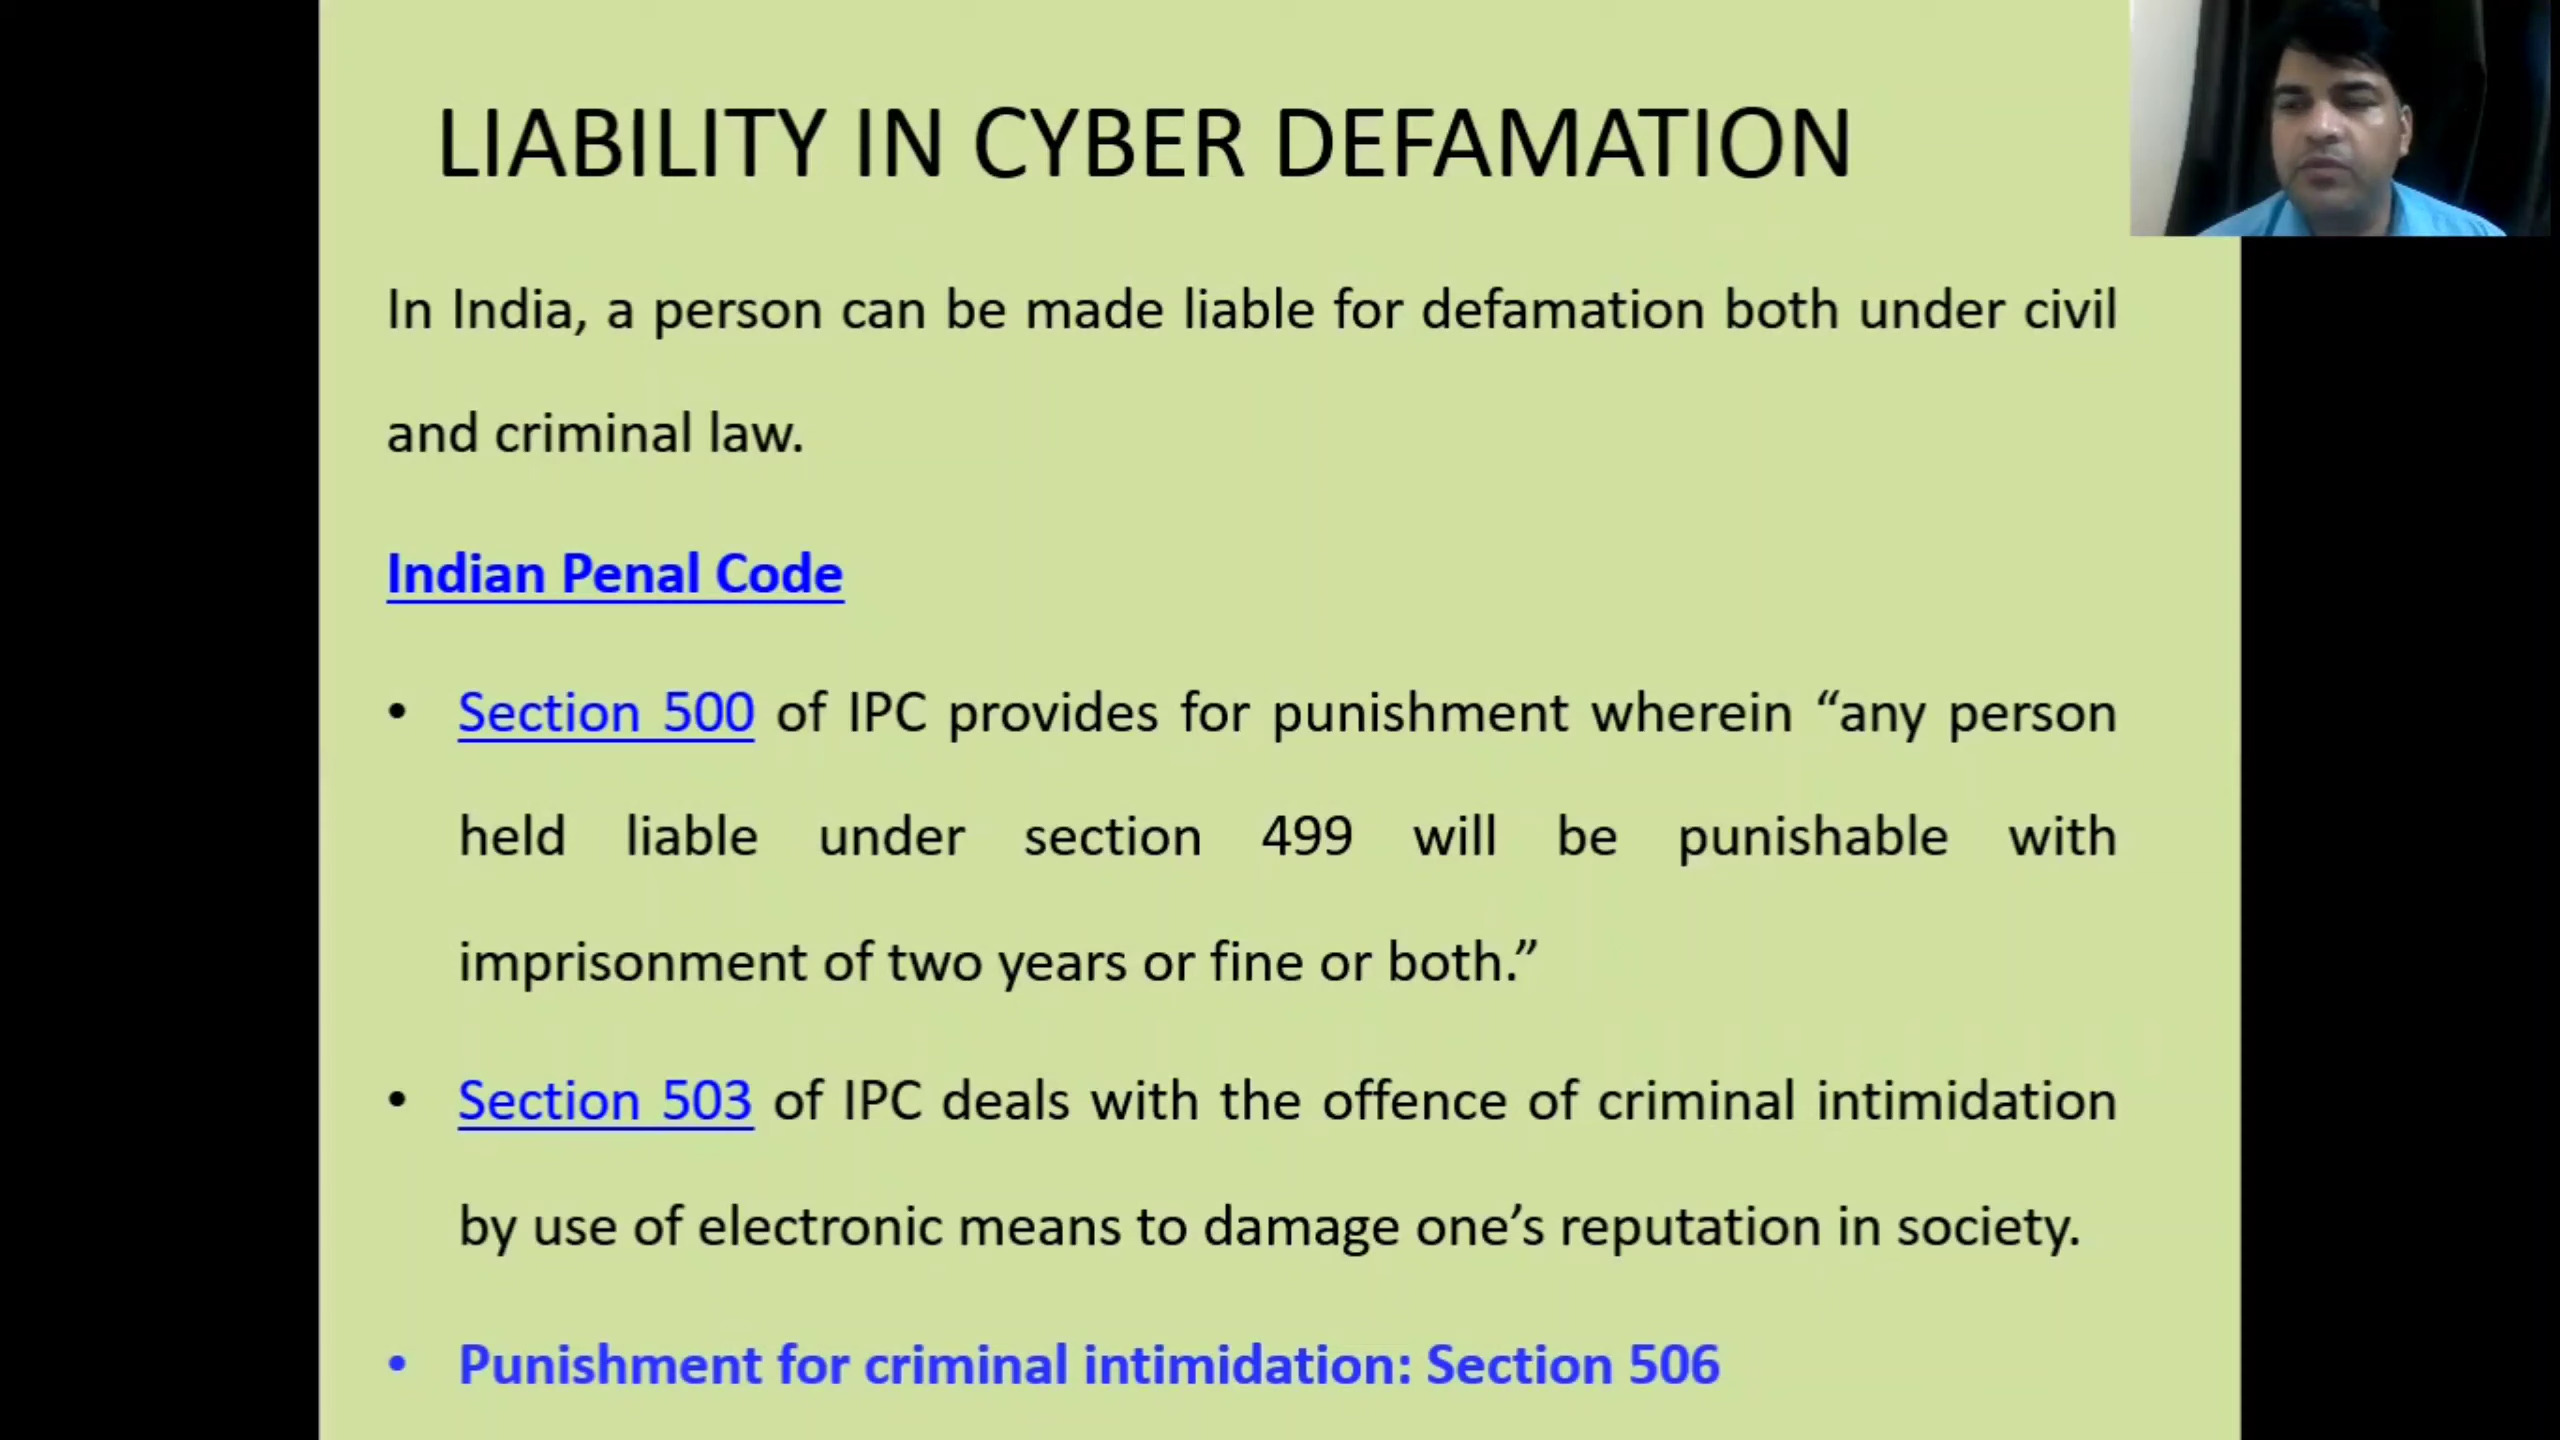 LIABILITY IN CYBER DEFAMATION
In India, a person can be made liable for defamation both under civil
and criminal law.
Indian Penal Code
• Section 500 of IPC provides for punishment wherein “any person
held liable under section 499 will be punishable with
imprisonment of two years or fine or both.”
• Section 503 of IPC deals with the offence of criminal intimidation
by use of electronic means to damage one’s reputation in society.
• Punishment for criminal intimidation: Section 506